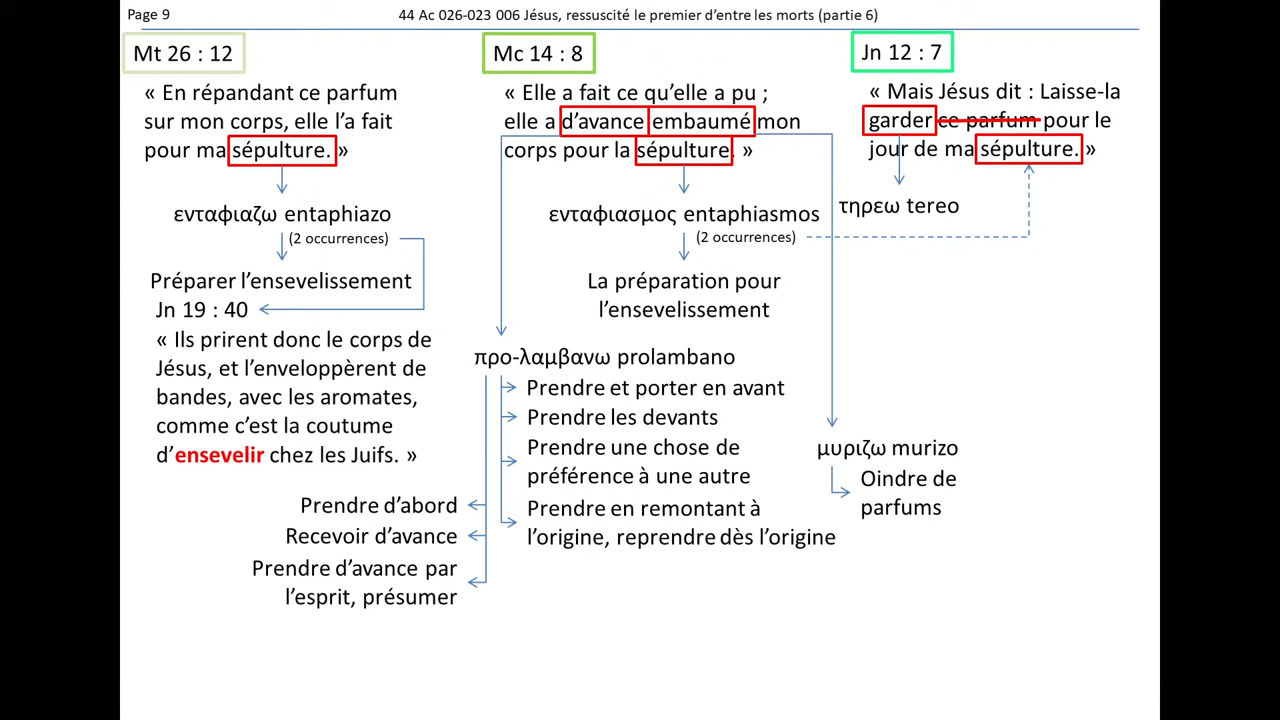 Page 9
44 Ac 026-023 006 Jésus, ressuscité le premier d’entre les morts (partie 6)
Mt 26 : 12
« En répandant ce parfum
sur mon corps, elle l’a fait
pour ma sépulture. »
ενταφιαζω entaphiazo
(2 occurrences)
Préparer l’ensevelissement
Jn 19 : 40
« Ils prirent donc le corps de
Jésus, et l’enveloppèrent de
bandes, avec les aromates,
comme c’est la coutume
d’ensevelir chez les Juifs. »
Mc 14 : 8
« Elle a fait ce qu’elle a pu ;
elle a d’avance embaumé mon
corps pour la sépulture. »
ενταφιασμος entaphiasmos
(2 occurrences)
La préparation pour
l’ensevelissement
προ-λαμβανω prolambano
Prendre et porter en avant
Prendre les devants
Prendre une chose de
préférence à une autre
Prendre en remontant à
l’origine, reprendre dès l’origine
Prendre d’abord
Recevoir d’avance
Prendre d’avance par
l’esprit, présumer
Jn 12 : 7
« Mais Jésus dit : Laisse-la
garder ce parfum pour le
jour de ma sépulture. »
τηρεω tereo
μυριζω murizo
Oindre de
parfums